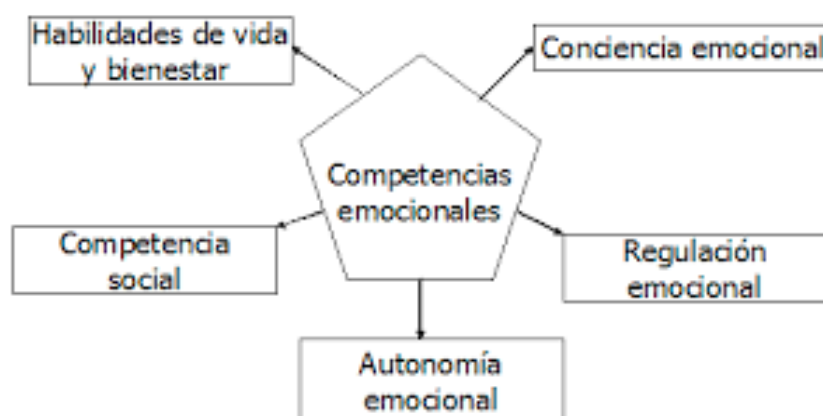 Habilidades de vida
y bienestar
Conciencia emocional
Competencias
emocionales
Competencia
social
Regulación
emocional
Autonomía
emocional